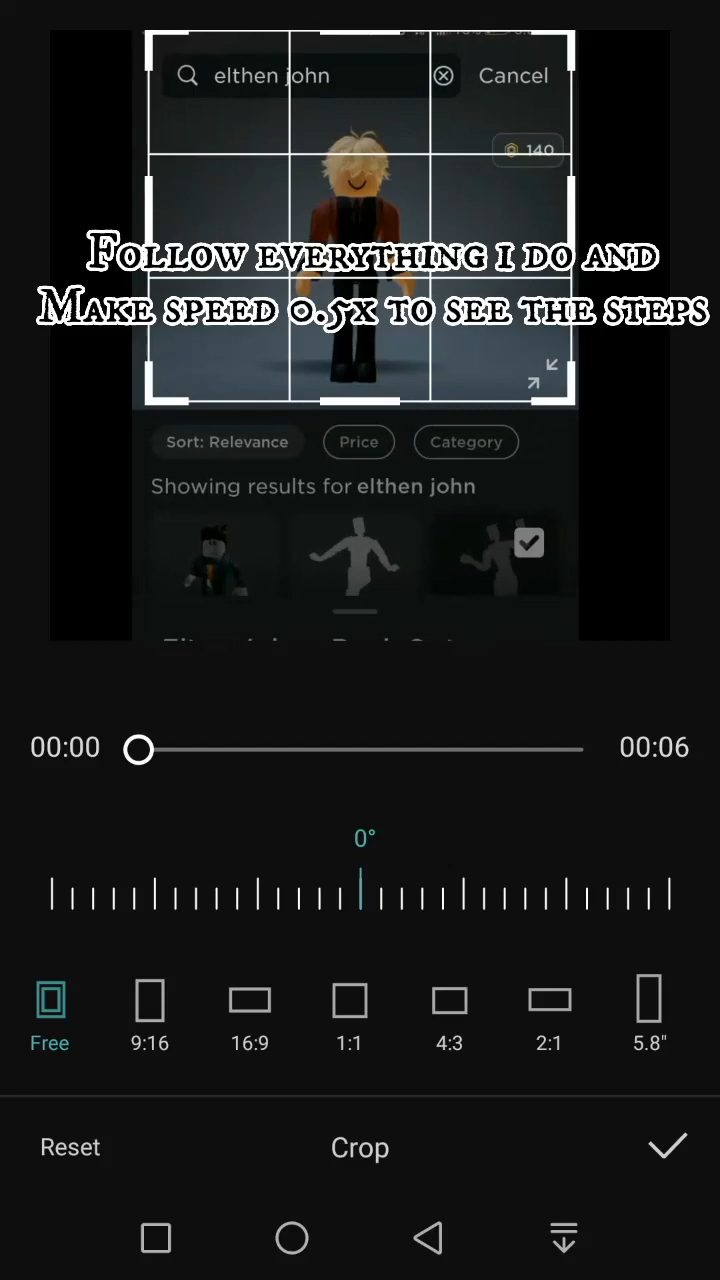 elthen john
Cancel
140
Follow everything i do and
Make speed 0.5x to see the steps
Sort: Relevance
Price
Category
Showing results for elthen john
00:00
00:06
0°
Free
9:16
16:9
1:1
4:3
2:1
5.8"
Reset
Crop